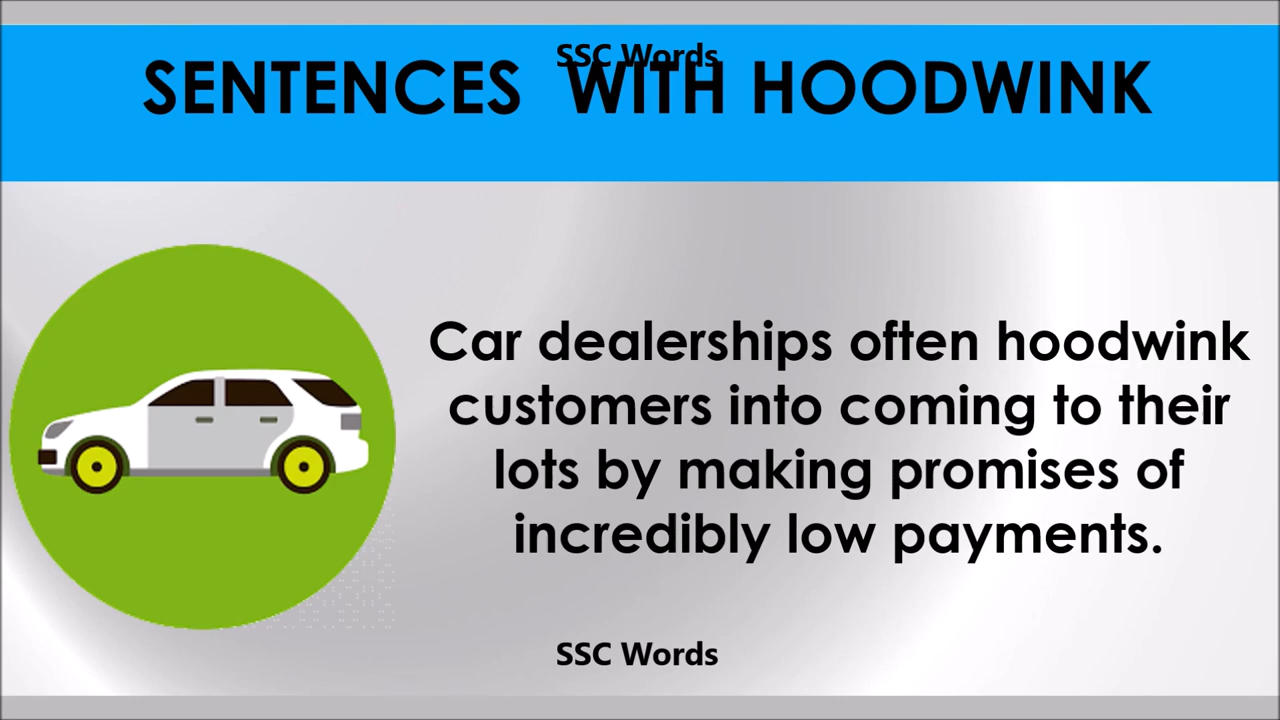 SSC Words
SENTENCES WITH HOODWINK
Car dealerships often hoodwink
customers into coming to their
lots by making promises of
incredibly low payments.
SSC Words